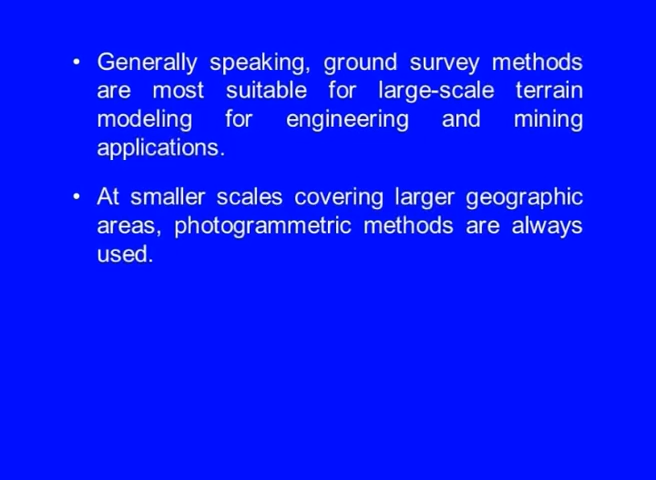 • Generally speaking, ground survey methods
are most suitable for large-scale terrain
modeling for engineering and mining
applications.
• At smaller scales covering larger geographic
areas, photogrammetric methods are always
used.